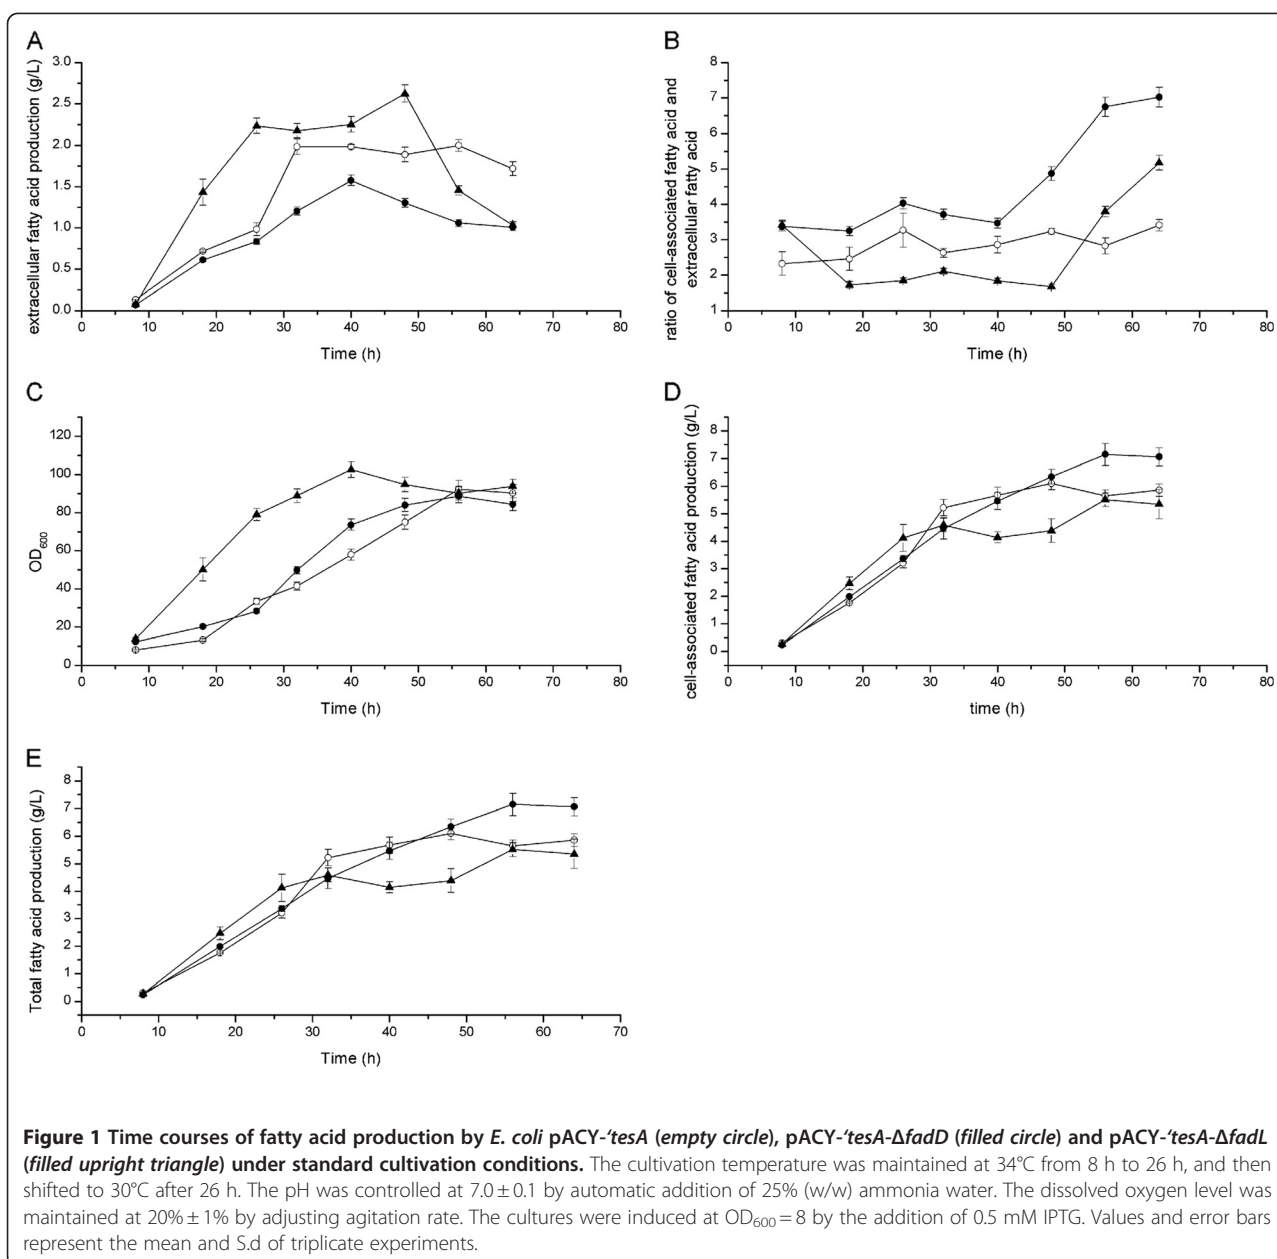 A
3.0
2.5
2.0
1.5
1.0
0.5
0.0
extracellular fatty acid production (g/L)
0 10 20 30 40 50 60 70 80
Time (h)
B
8
7
6
5
4
3
2
1
ratio of cell-associated fatty acid and
extracellular fatty acid
0 10 20 30 40 50 60 70 80
Time (h)
C
120
100
80
60
40
20
0
OD600
0 10 20 30 40 50 60 70 80
Time (h)
D
8
7
6
5
4
3
2
1
0
cell-associated fatty acid production (g/L)
0 10 20 30 40 50 60 70 80
time (h)
E
8
7
6
5
4
3
2
1
0
Total fatty acid production (g/L)
0 10 20 30 40 50 60 70
Time (h)
Figure 1 Time courses of fatty acid production by E. coli pACY-‘tesA (empty circle), pACY-‘tesA-ΔfadD (filled circle) and pACY-‘tesA-ΔfadL
(filled upright triangle) under standard cultivation conditions. The cultivation temperature was maintained at 34°C from 8 h to 26 h, and then
shifted to 30°C after 26 h. The pH was controlled at 7.0 ± 0.1 by automatic addition of 25% (w/w) ammonia water. The dissolved oxygen level was
maintained at 20% ± 1% by adjusting agitation rate. The cultures were induced at OD600 = 8 by the addition of 0.5 mM IPTG. Values and error bars
represent the mean and S.d of triplicate experiments.